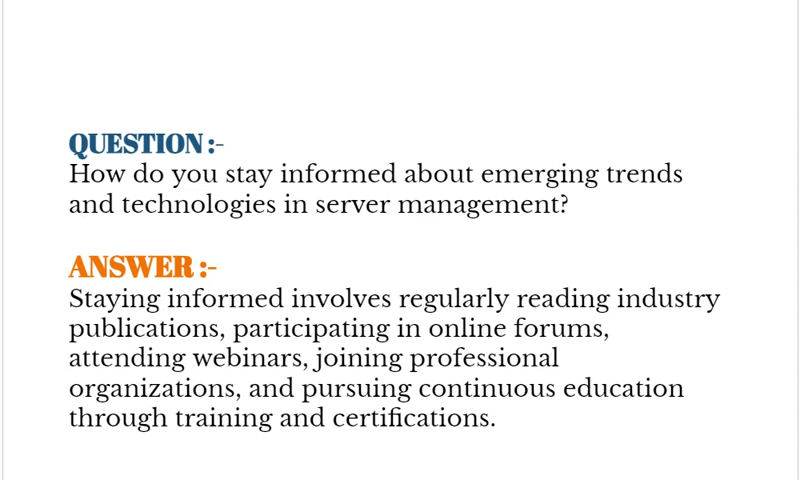 QUESTION :-
How do you stay informed about emerging trends
and technologies in server management?
ANSWER :-
Staying informed involves regularly reading industry
publications, participating in online forums,
attending webinars, joining professional
organizations, and pursuing continuous education
through training and certifications.